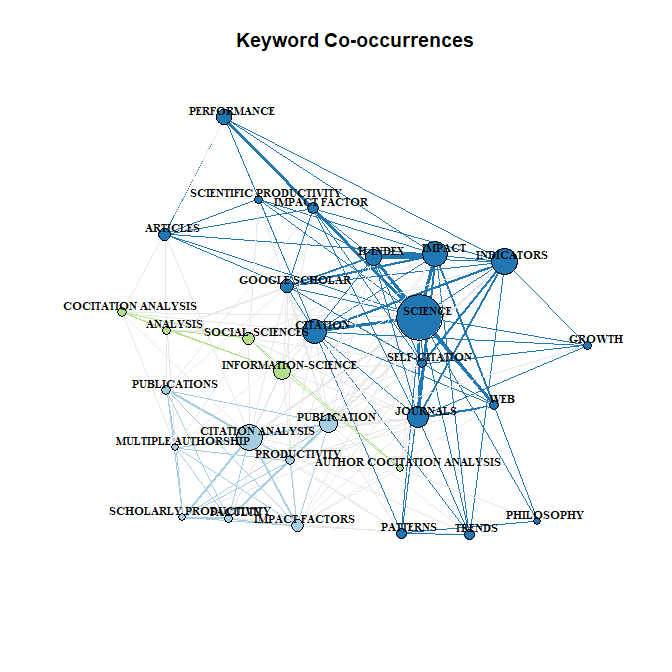 Keyword Co-occurrences
PERFORMANCE
SCIENTIFIC PRODUCTIVITY
IMPACT FACTOR
ARTICLES
H-INDEX
IMPACT
INDICATORS
GOOGLE SCHOLAR
COCITATION ANALYSIS
SCIENCE
ANALYSIS
CITATION
SOCIAL-SCIENCES
GROWTH
SELF-CITATION
INFORMATION-SCIENCE
PUBLICATIONS
WEB
JOURNALS
PUBLICATION
CITATION ANALYSIS
MULTIPLE AUTHORSHIP
PRODUCTIVITY
AUTHOR COCITATION ANALYSIS
SCHOLARLY PRODUCTIVITY
FACULTY
IMPACT FACTORS
PHILOSOPHY
PATTERNS
TRENDS